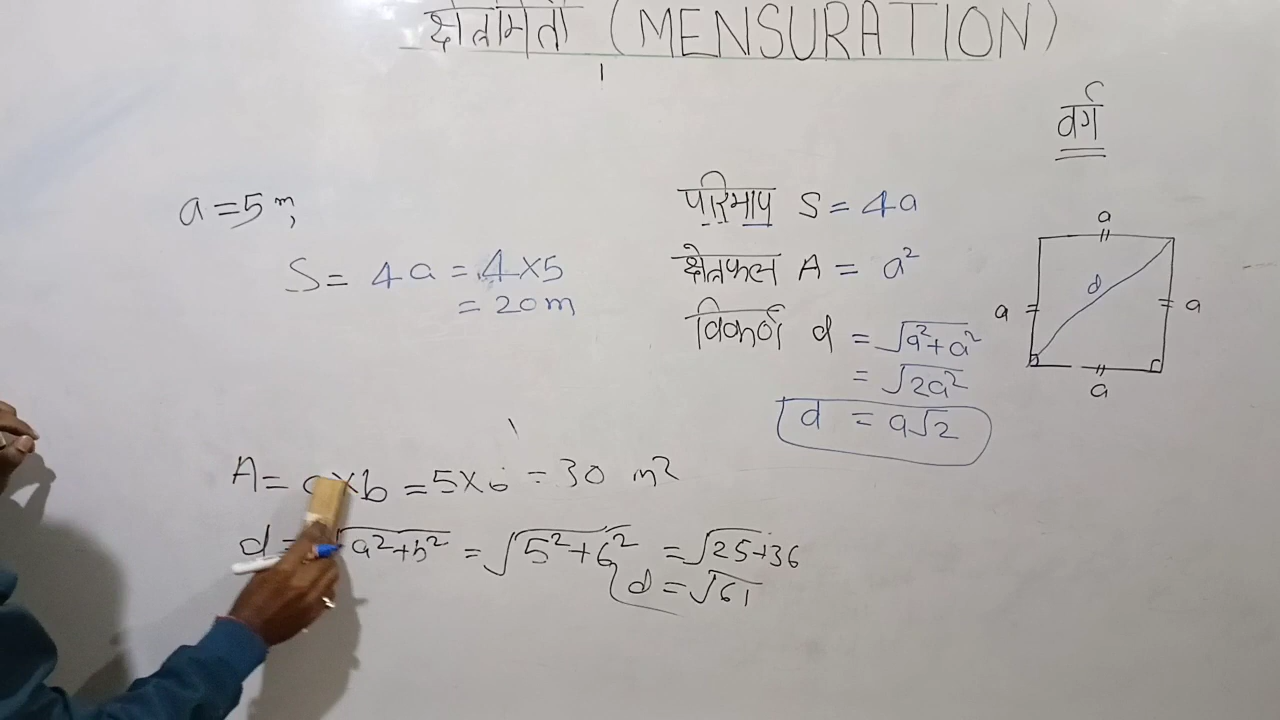 क्षेत्रमिती (MENSURATION)
वर्ग
a = 5 m,
S = 4a = 4×5
= 20 m
परिमाप S = 4a
क्षेत्रफल A = a²
विकर्ण d = √a²+a²
= √2a²
d = a√2
a
a
d
a
a
A = a×b = 5×6 = 30 m²
d = √a²+b² = √5²+6² = √25+36
d = √61